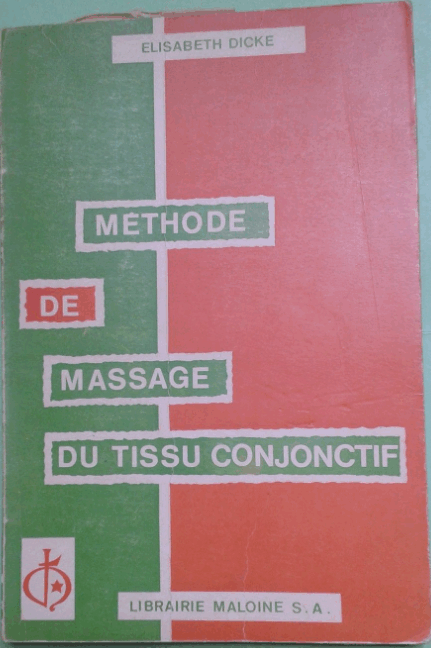 ELISABETH DICKE
MÉTHODE
DE
MASSAGE
DU TISSU CONJONCTIF
LIBRAIRIE MALOINE S.A.